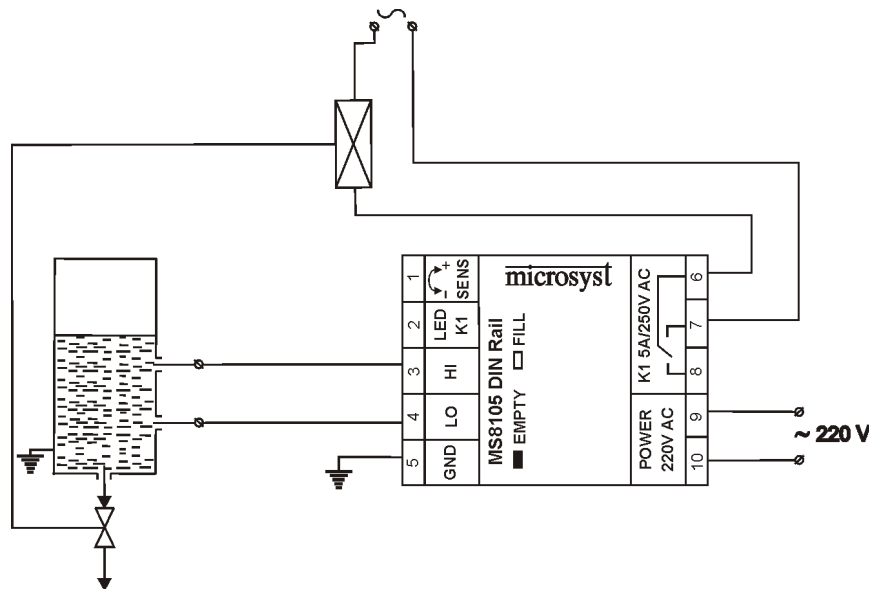 ~
microsyst
1
- + SENS
2
LED K1
3
HI
4
LO
5
GND
MS8105 DIN Rail
■ EMPTY □ FILL
K1 5A/250V AC
6
7
8
POWER
220V AC
9
10
~ 220 V